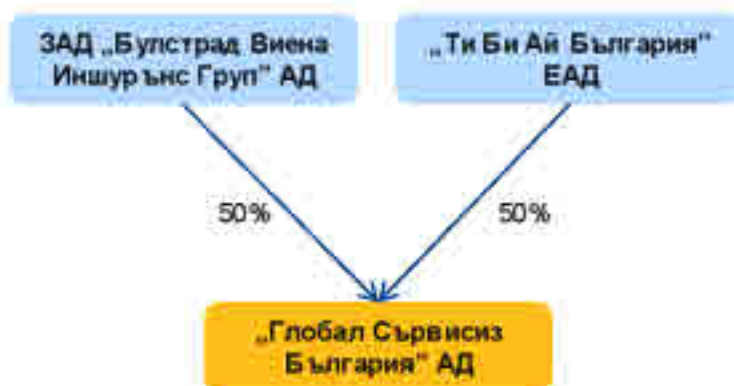 ЗАД „Булстрад Виена
Иншурънс Груп” АД
„Ти Би Ай България”
ЕАД
50%
50%
„Глобал Сървисиз
България” АД